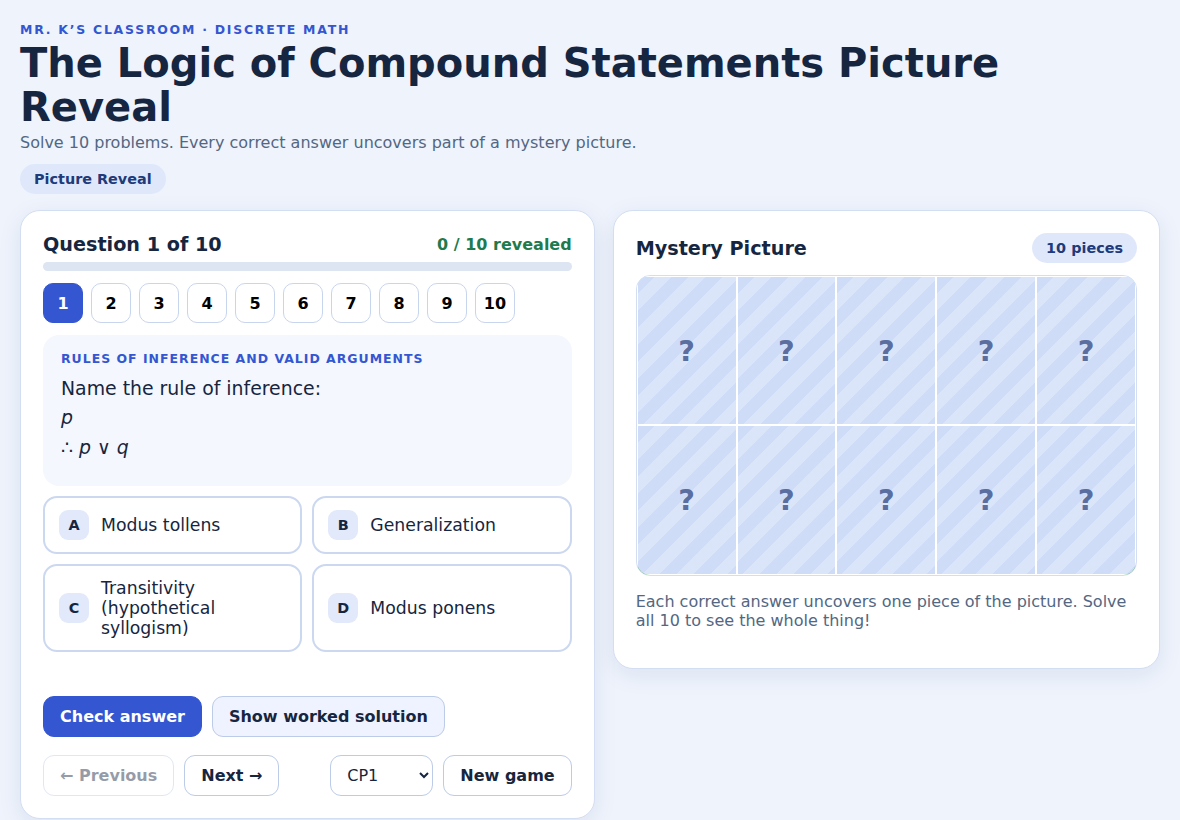 MR. K’S CLASSROOM · DISCRETE MATH
The Logic of Compound Statements Picture
Reveal
Solve 10 problems. Every correct answer uncovers part of a mystery picture.
Picture Reveal
Question 1 of 10
0 / 10 revealed
1 2 3 4 5 6 7 8 9 10
RULES OF INFERENCE AND VALID ARGUMENTS
Name the rule of inference:
p
∴ p ∨ q
A Modus tollens
B Generalization
C Transitivity
(hypothetical
syllogism)
D Modus ponens
Check answer
Show worked solution
← Previous
Next →
CP1
New game
Mystery Picture
10 pieces
? ? ? ? ?
? ? ? ? ?
Each correct answer uncovers one piece of the picture. Solve
all 10 to see the whole thing!